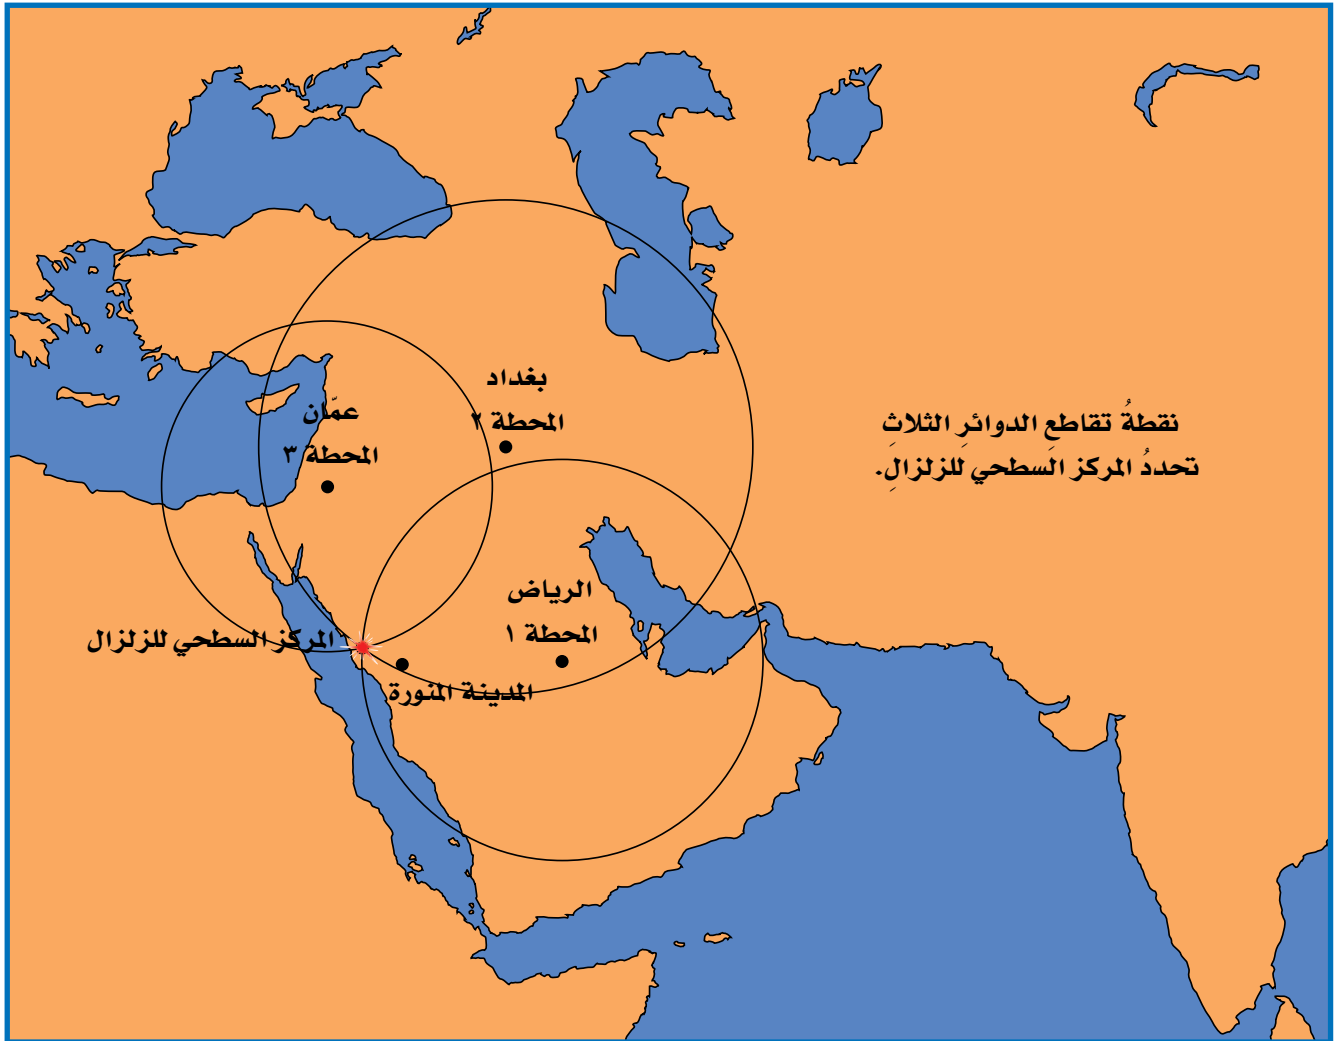 بغداد
المحطة ٢
عمّان
المحطة ٣
نقطةُ تقاطعِ الدوائرِ الثلاثِ
تحددُ المركز السطحي للزلزالِ.
الرياض
المحطة ١
المركز السطحي للزلزال
المدينة المنورة